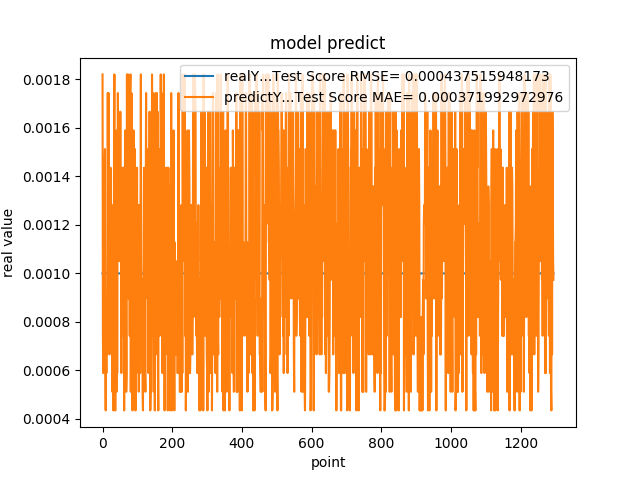 model predict
realY...Test Score RMSE= 0.000437515948173
predictY...Test Score MAE= 0.000371992972976
0.0018
0.0016
0.0014
0.0012
0.0010
0.0008
0.0006
0.0004
real value
0 200 400 600 800 1000 1200
point